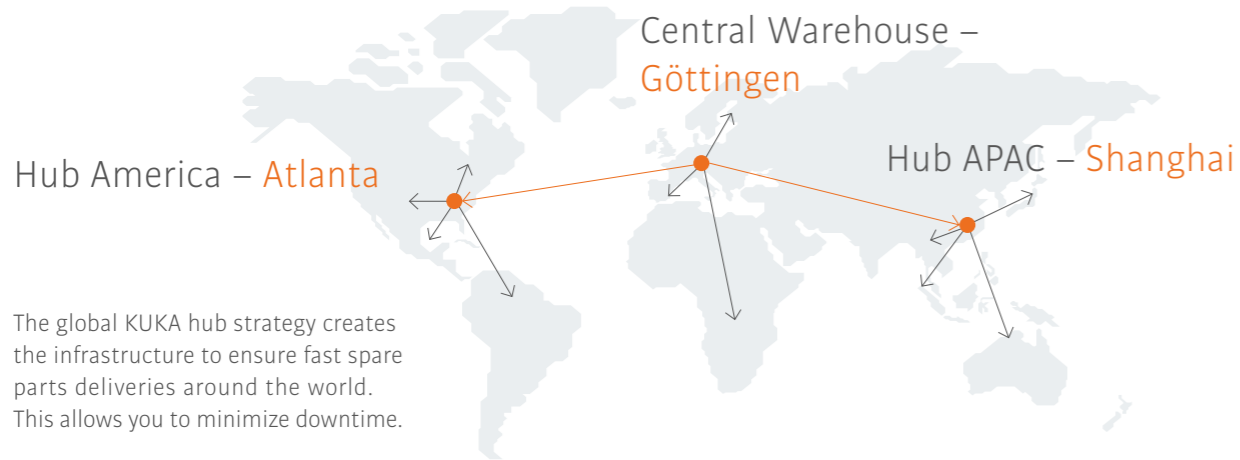 Central Warehouse –
Göttingen
Hub America – Atlanta
Hub APAC – Shanghai
The global KUKA hub strategy creates
the infrastructure to ensure fast spare
parts deliveries around the world.
This allows you to minimize downtime.